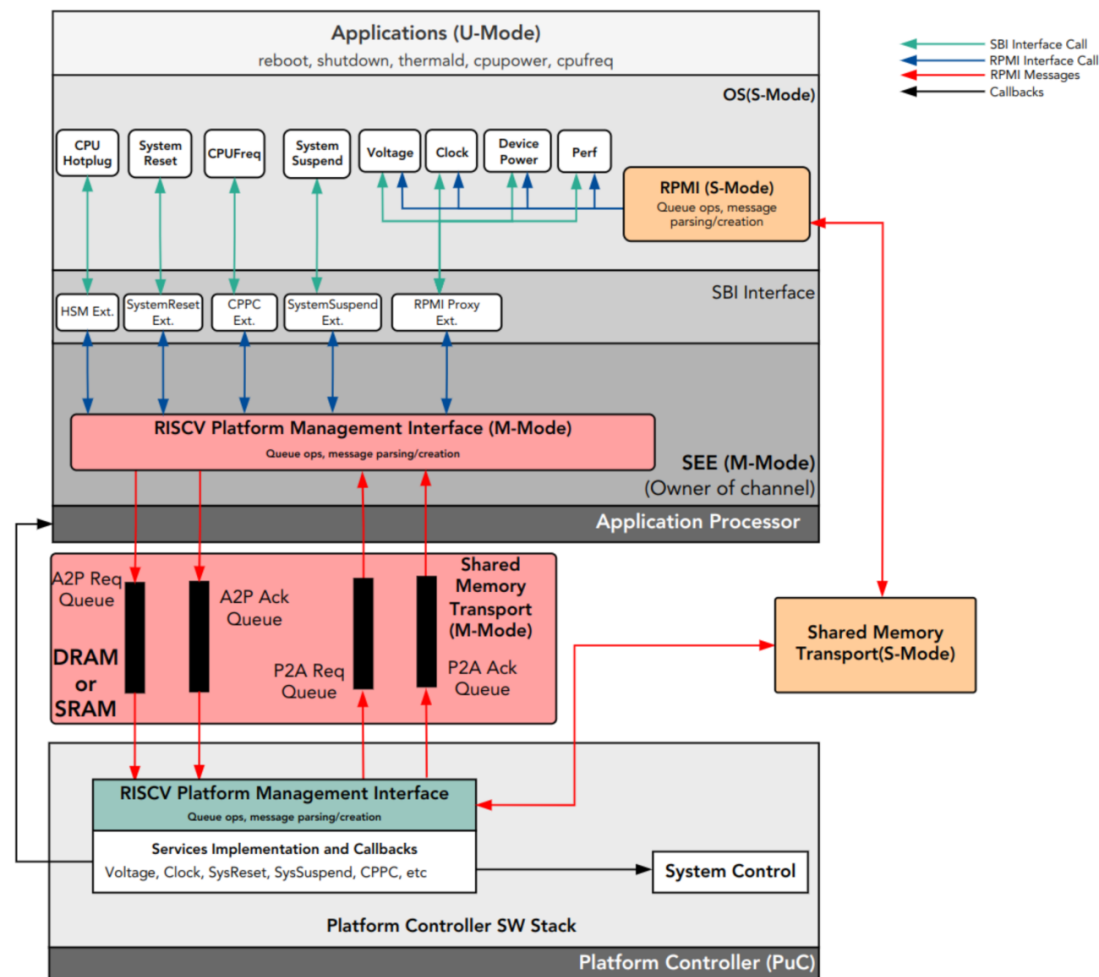 Applications (U-Mode)
reboot, shutdown, thermald, cpupower, cpufreq
SBI Interface Call
RPMI Interface Call
RPMI Messages
Callbacks
OS(S-Mode)
CPU
Hotplug
System
Reset
CPUFreq
System
Suspend
Voltage
Clock
Device
Power
Perf
RPMI (S-Mode)
Queue ops, message
parsing/creation
SBI Interface
HSM Ext.
SystemReset
Ext.
CPPC
Ext.
SystemSuspend
Ext.
RPMI Proxy
Ext.
RISCV Platform Management Interface (M-Mode)
Queue ops, message parsing/creation
SEE (M-Mode)
(Owner of channel)
Application Processor
A2P Req
Queue
A2P Ack
Queue
P2A Req
Queue
P2A Ack
Queue
Shared
Memory
Transport
(M-Mode)
DRAM
or
SRAM
Shared Memory
Transport(S-Mode)
RISCV Platform Management Interface
Queue ops, message parsing/creation
Services Implementation and Callbacks
Voltage, Clock, SysReset, SysSuspend, CPPC, etc
System Control
Platform Controller SW Stack
Platform Controller (PuC)